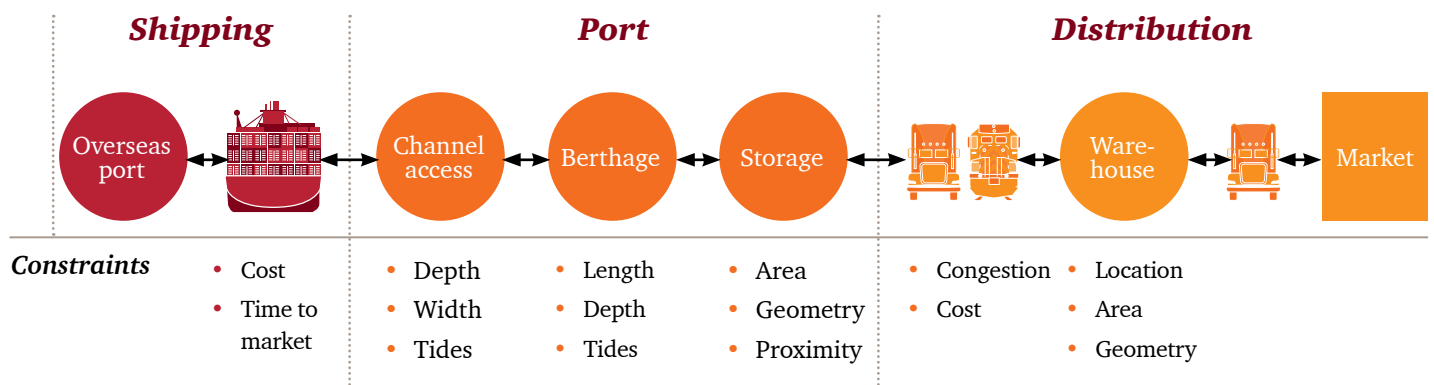 Shipping
Port
Distribution
Overseas
port
Channel
access
Berthage
Storage
Ware-
house
Market
Constraints
• Cost
• Time to
market
• Depth
• Width
• Tides
• Length
• Depth
• Tides
• Area
• Geometry
• Proximity
• Congestion
• Cost
• Location
• Area
• Geometry